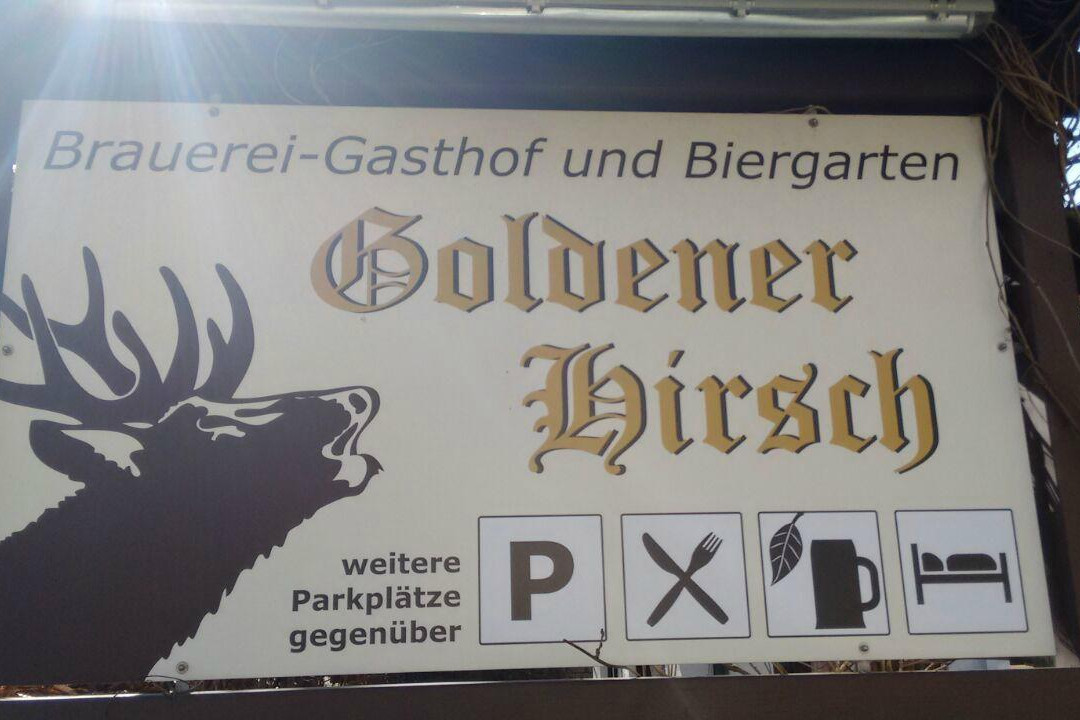 Brauerei-Gasthof und Biergarten
Goldener
Hirsch
weitere
Parkplätze
gegenüber
P